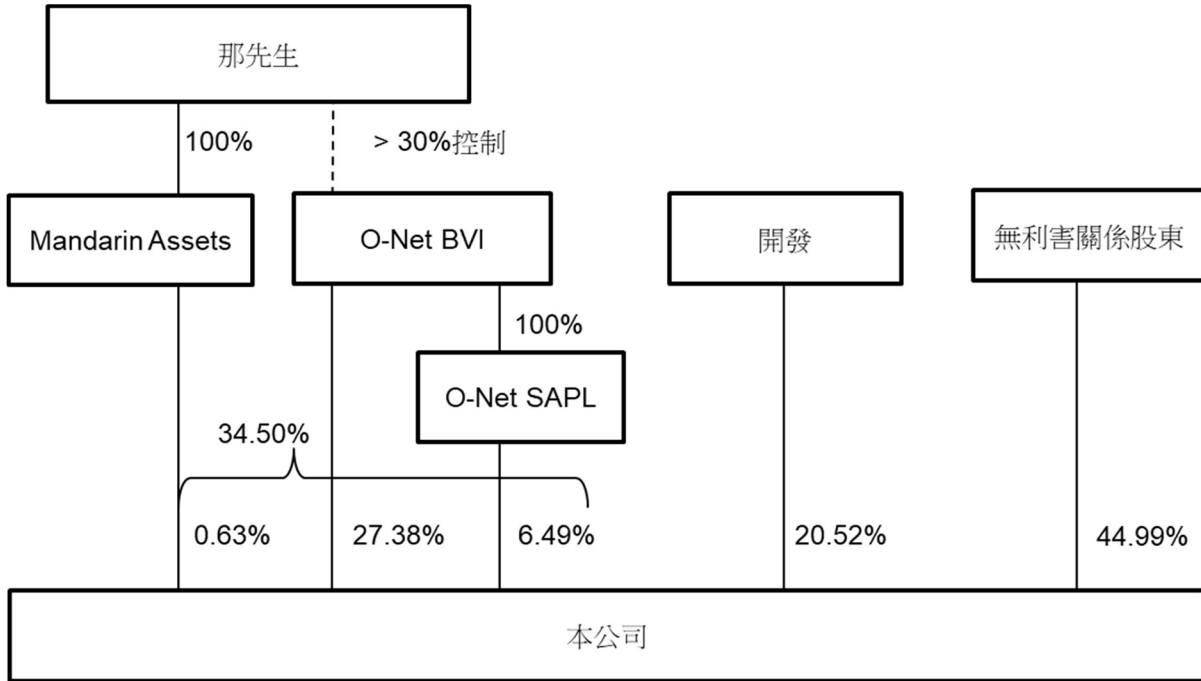 那先生
100%
> 30%控制
Mandarin Assets
O-Net BVI
開發
無利害關係股東
100%
O-Net SAPL
34.50%
0.63%
27.38%
6.49%
20.52%
44.99%
本公司